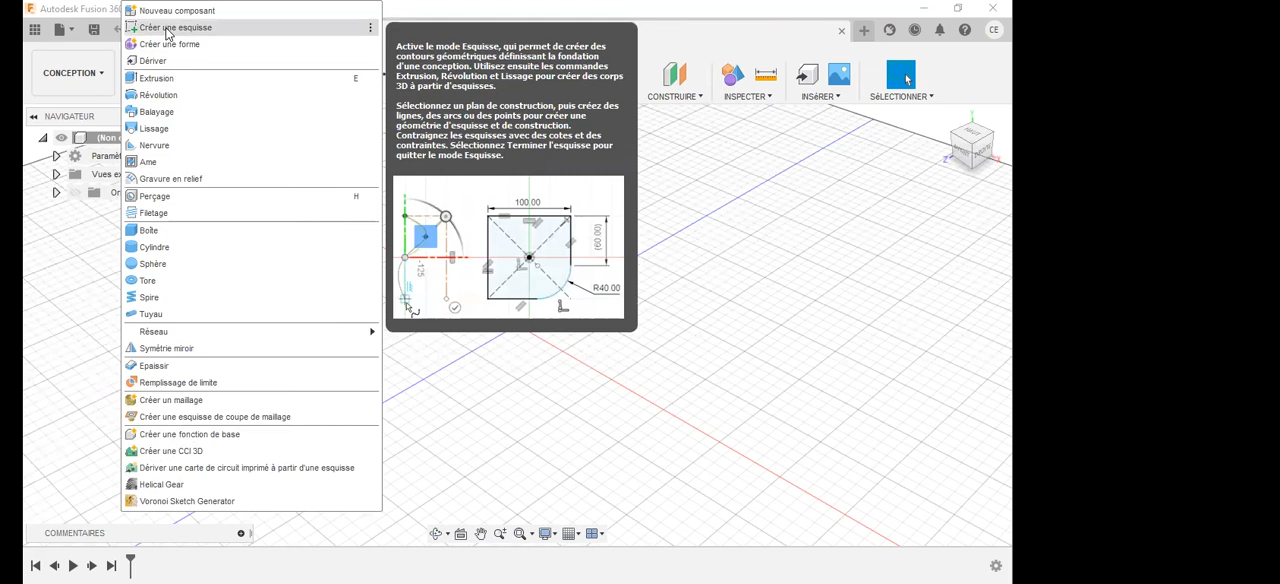 Autodesk Fusion 360
CE
CONCEPTION
CONSTRUIRE
INSPECTER
INSÉRER
SÉLECTIONNER
NAVIGATEUR
(Non e
Paramèt
Vues ex
Or
Nouveau composant
Créer une esquisse
Créer une forme
Dériver
Extrusion E
Révolution
Balayage
Lissage
Nervure
Ame
Gravure en relief
Perçage H
Filetage
Boîte
Cylindre
Sphère
Tore
Spire
Tuyau
Réseau
Symétrie miroir
Epaissir
Remplissage de limite
Créer un maillage
Créer une esquisse de coupe de maillage
Créer une fonction de base
Créer une CCI 3D
Dériver une carte de circuit imprimé à partir d'une esquisse
Helical Gear
Voronoi Sketch Generator
Active le mode Esquisse, qui permet de créer des
contours géométriques définissant la fondation
d'une conception. Utilisez ensuite les commandes
Extrusion, Révolution et Lissage pour créer des corps
3D à partir d'esquisses.
Sélectionnez un plan de construction, puis créez des
lignes, des arcs ou des points pour créer une
géométrie d'esquisse et de construction.
Contraignez les esquisses avec des cotes et des
contraintes. Sélectionnez Terminer l'esquisse pour
quitter le mode Esquisse.
100.00
(60.00)
-125
R40.00
HAUT
Z
COMMENTAIRES